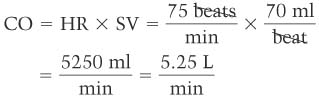 CO = HR × SV = 75 beats/min × 70 ml/beat
= 5250 ml/min = 5.25 L/min